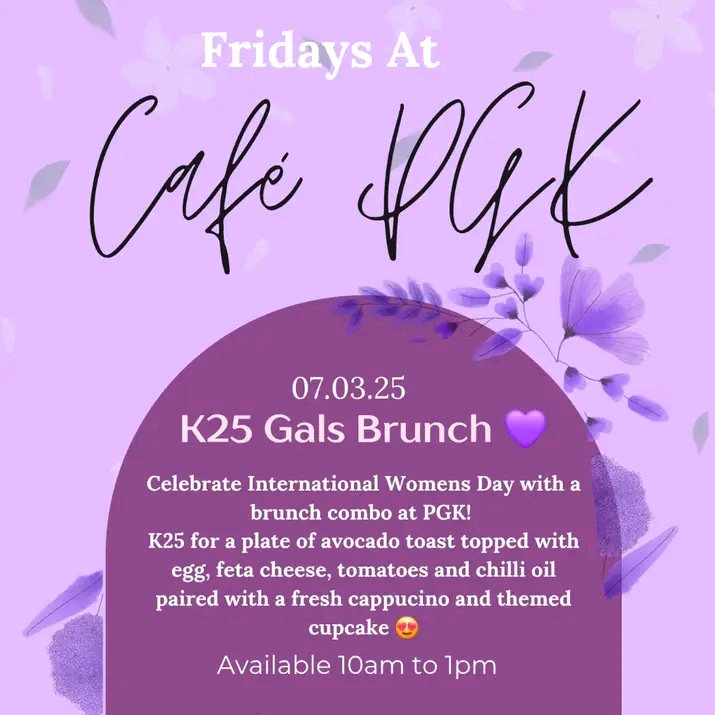 Fridays At
Café PGK
07.03.25
K25 Gals Brunch 💜
Celebrate International Womens Day with a
brunch combo at PGK!
K25 for a plate of avocado toast topped with
egg, feta cheese, tomatoes and chilli oil
paired with a fresh cappucino and themed
cupcake 😍
Available 10am to 1pm